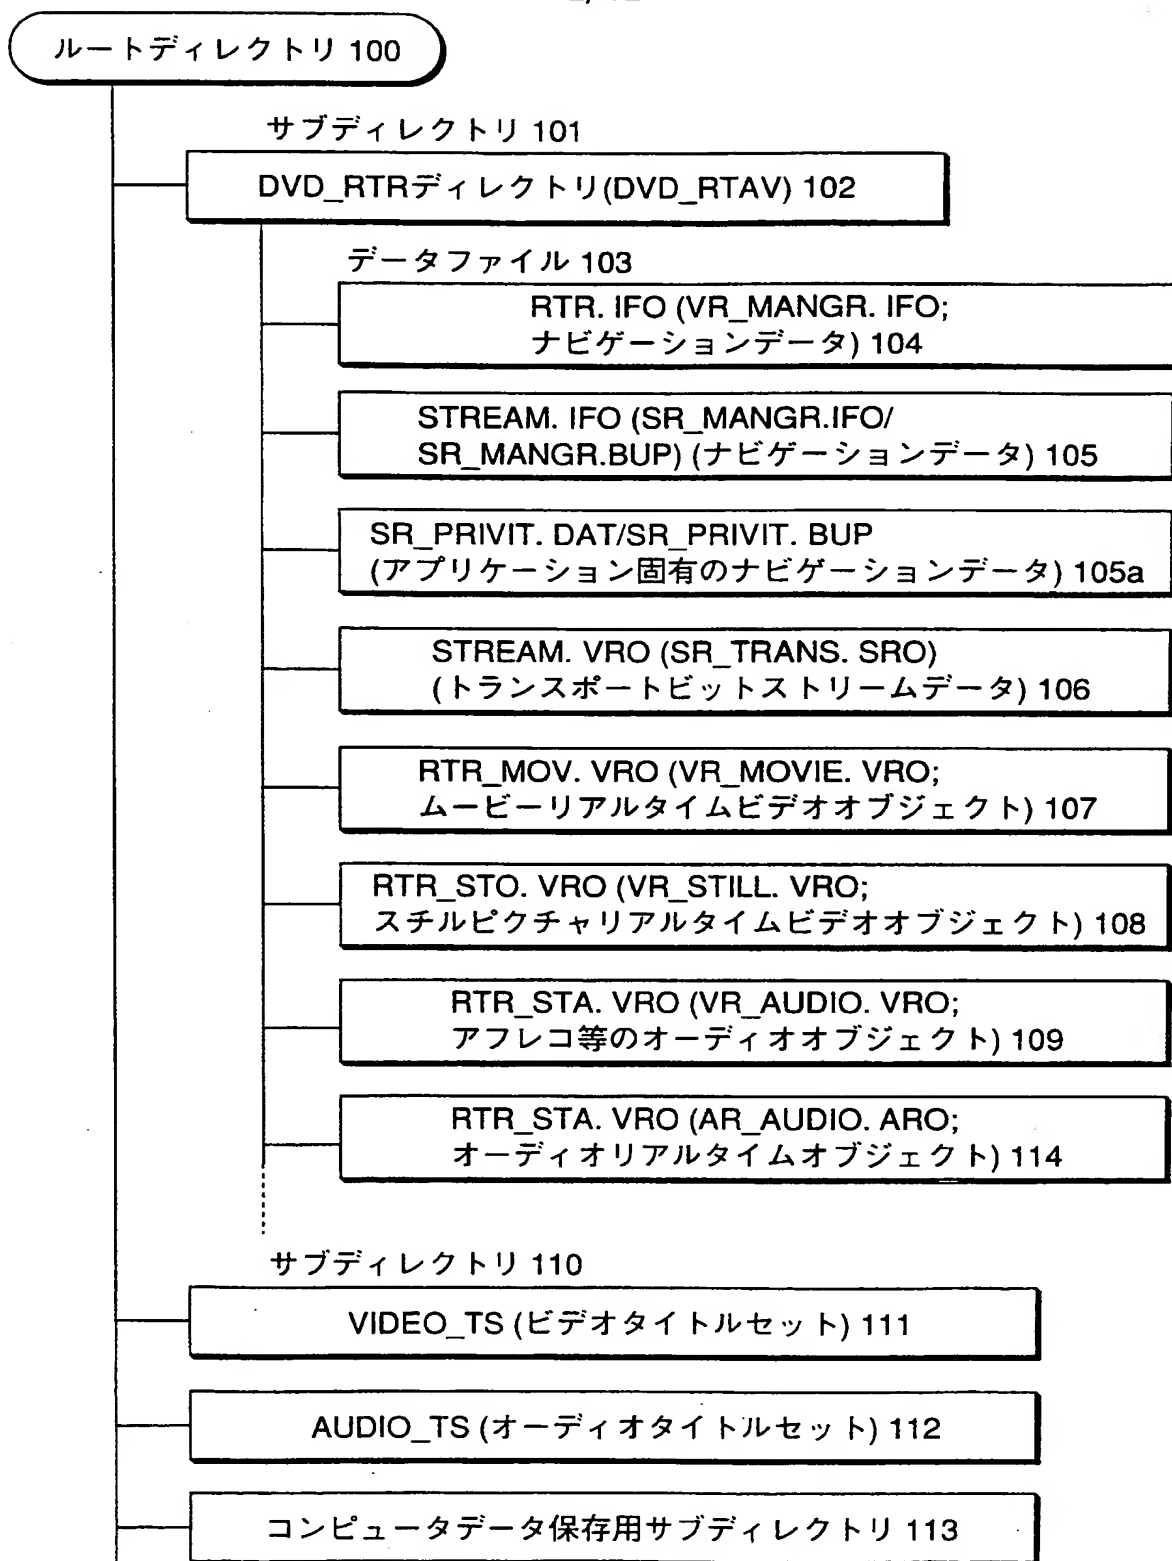 ルートディレクトリ 100
サブディレクトリ 101
DVD_RTRディレクトリ(DVD_RTAV) 102
データファイル 103
RTR. IFO (VR_MANGR. IFO;
ナビゲーションデータ) 104
STREAM. IFO (SR_MANGR.IFO/
SR_MANGR.BUP) (ナビゲーションデータ) 105
SR_PRIVIT. DAT/SR_PRIVIT. BUP
(アプリケーション固有のナビゲーションデータ) 105a
STREAM. VRO (SR_TRANS. SRO)
(トランスポートビットストリームデータ) 106
RTR_MOV. VRO (VR_MOVIE. VRO;
ムービーリアルタイムビデオオブジェクト) 107
RTR_STO. VRO (VR_STILL. VRO;
スチルピクチャリアルタイムビデオオブジェクト) 108
RTR_STA. VRO (VR_AUDIO. VRO;
アフレコ等のオーディオオブジェクト) 109
RTR_STA. VRO (AR_AUDIO. ARO;
オーディオリアルタイムオブジェクト) 114
サブディレクトリ 110
VIDEO_TS (ビデオタイトルセット) 111
AUDIO_TS (オーディオタイトルセット) 112
コンピュータデータ保存用サブディレクトリ 113